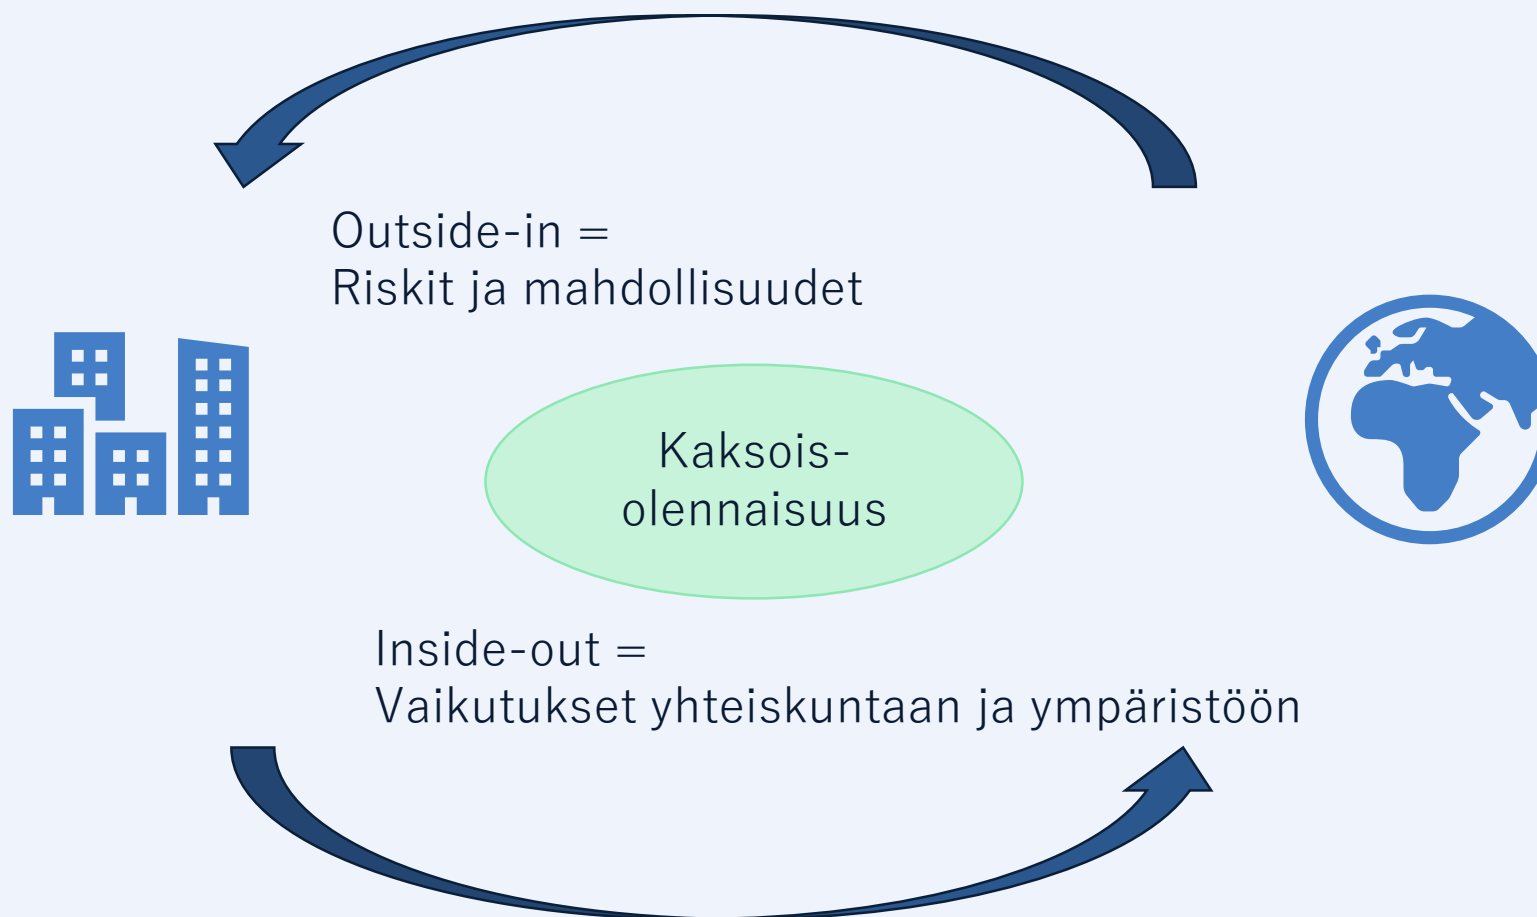 Outside-in =
Riskit ja mahdollisuudet
Kaksois-
olennaisuus
Inside-out =
Vaikutukset yhteiskuntaan ja ympäristöön